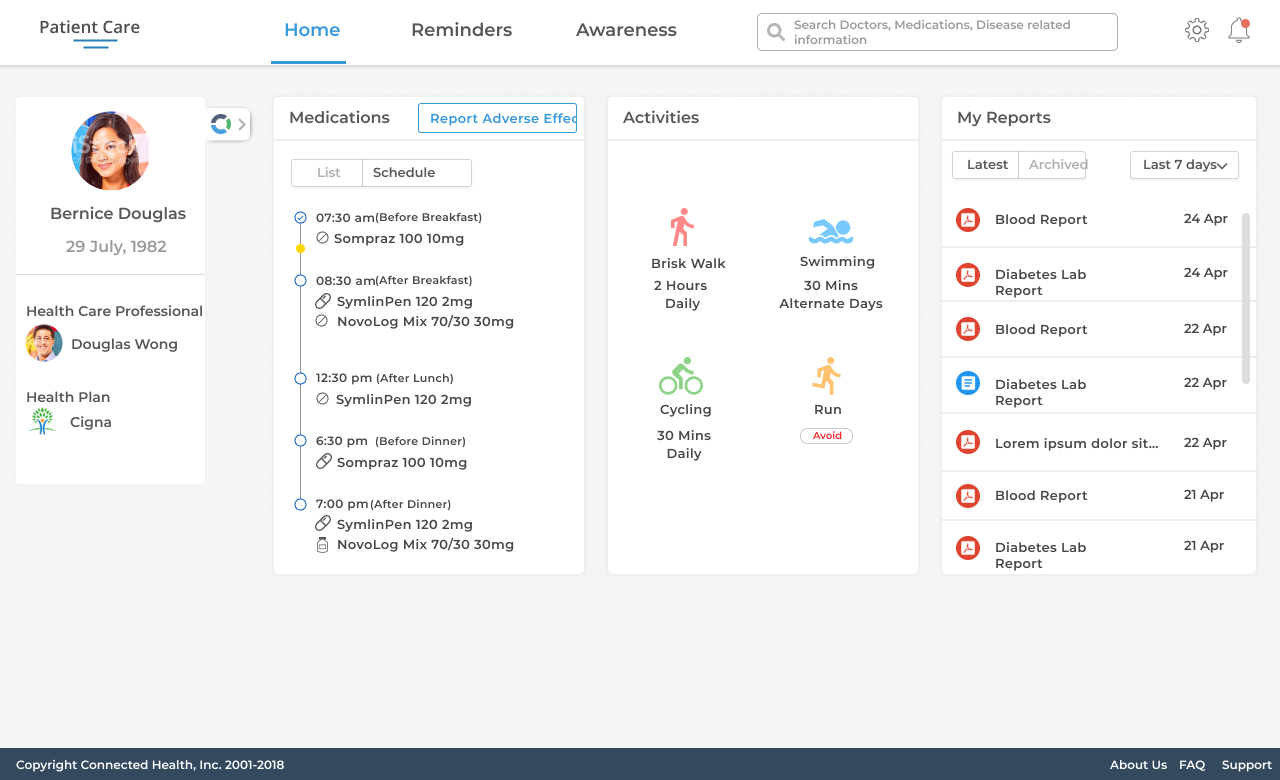 Patient Care
Home
Reminders
Awareness
Search Doctors, Medications, Disease related
information
Bernice Douglas
29 July, 1982
Health Care Professional
Douglas Wong
Health Plan
Cigna
Medications
Report Adverse Effec
List
Schedule
07:30 am(Before Breakfast)
Sompraz 100 10mg
08:30 am(After Breakfast)
SymlinPen 120 2mg
NovoLog Mix 70/30 30mg
12:30 pm (After Lunch)
SymlinPen 120 2mg
6:30 pm (Before Dinner)
Sompraz 100 10mg
7:00 pm(After Dinner)
SymlinPen 120 2mg
NovoLog Mix 70/30 30mg
Activities
Brisk Walk
2 Hours
Daily
Swimming
30 Mins
Alternate Days
Cycling
30 Mins
Daily
Run
Avoid
My Reports
Latest
Archived
Last 7 days
Blood Report
24 Apr
Diabetes Lab
Report
24 Apr
Blood Report
22 Apr
Diabetes Lab
Report
22 Apr
Lorem ipsum dolor sit...
22 Apr
Blood Report
21 Apr
Diabetes Lab
Report
21 Apr
Copyright Connected Health, Inc. 2001-2018
About Us
FAQ
Support